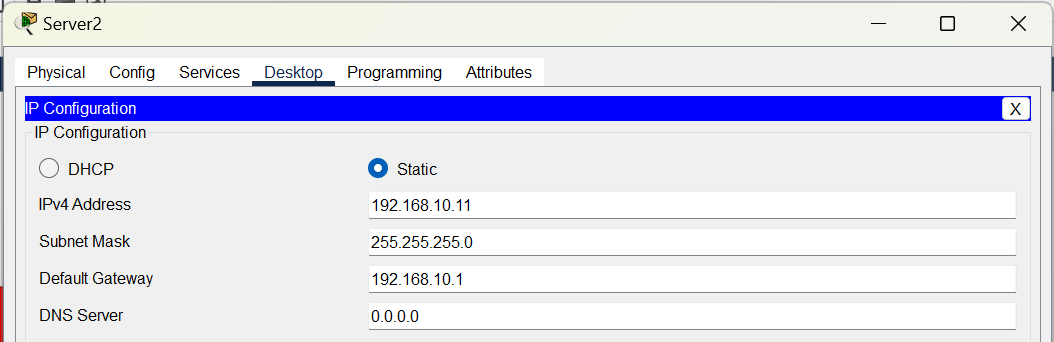 Server2
Physical Config Services Desktop Programming Attributes
IP Configuration X
IP Configuration
DHCP Static
IPv4 Address 192.168.10.11
Subnet Mask 255.255.255.0
Default Gateway 192.168.10.1
DNS Server 0.0.0.0